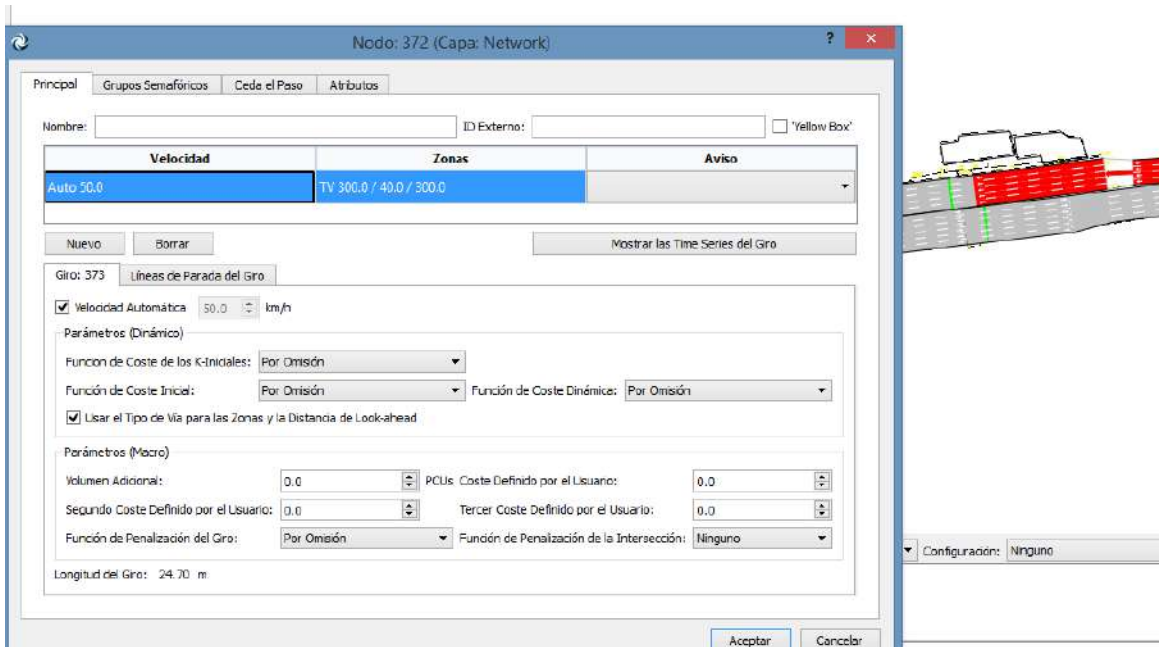 Nodo: 372 (Capa: Network) ? ×
Principal Grupos Semafóricos Ceda el Paso Atributos
Nombre: ID Externo: 'Yellow Box'
Velocidad Zonas Aviso
Auto 50.0 TV 300.0 / 40.0 / 300.0
Nuevo Borrar Mostrar las Time Series del Giro
Giro: 373 Líneas de Parada del Giro
Velocidad Automática 50.0 km/h
Parámetros (Dinámico)
Función de Coste de los K-Iniciales: Por Omisión
Función de Coste Inicial: Por Omisión Función de Coste Dinámica: Por Omisión
Usar el Tipo de Vía para las Zonas y la Distancia de Look-ahead
Parámetros (Macro)
Volumen Adicional: 0.0 PCUs Coste Definido por el Usuario: 0.0
Segundo Coste Definido por el Usuario: 0.0 Tercer Coste Definido por el Usuario: 0.0
Función de Penalización del Giro: Por Omisión Función de Penalización de la Intersección: Ninguno
Configuración: Ninguno
Longitud del Giro: 24.70 m
Aceptar Cancelar